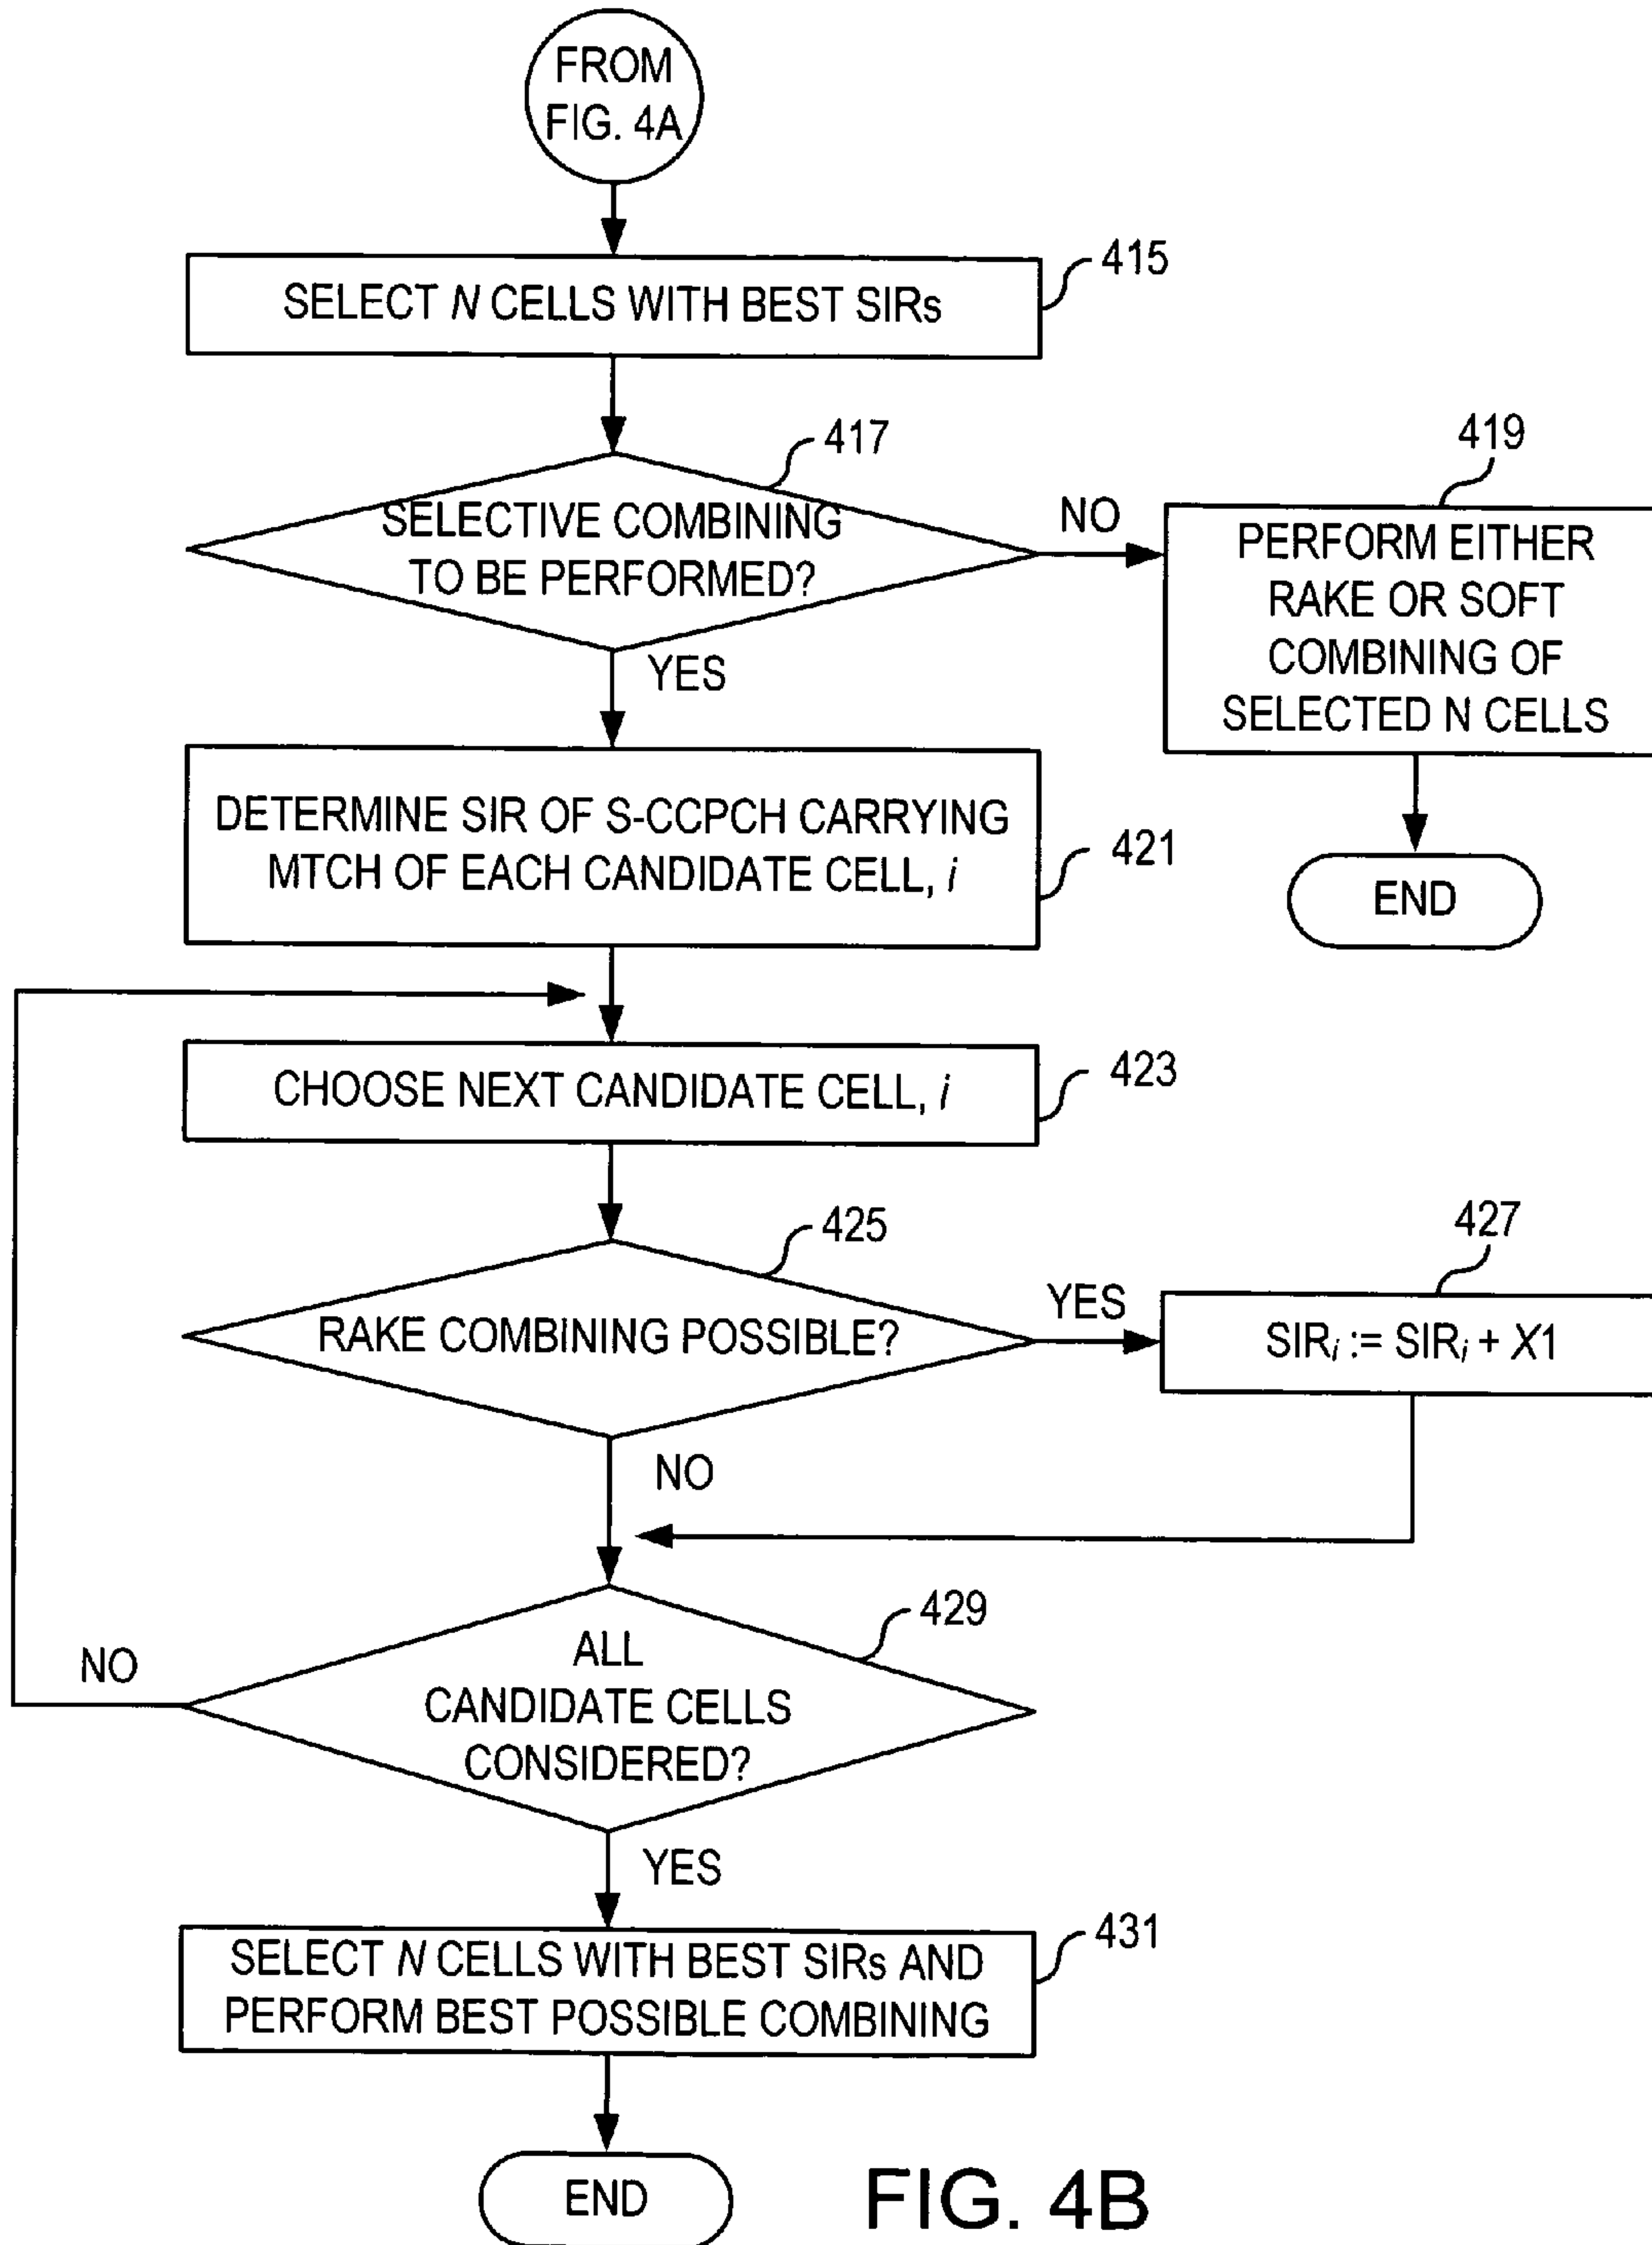 FROM
FIG. 4A
415
SELECT N CELLS WITH BEST SIRs
417
SELECTIVE COMBINING
TO BE PERFORMED?
NO
419
PERFORM EITHER
RAKE OR SOFT
COMBINING OF
SELECTED N CELLS
YES
END
DETERMINE SIR OF S-CCPCH CARRYING
MTCH OF EACH CANDIDATE CELL, i
421
CHOOSE NEXT CANDIDATE CELL, i
423
425
RAKE COMBINING POSSIBLE?
YES
427
SIRi := SIRi + X1
NO
429
ALL
CANDIDATE CELLS
CONSIDERED?
NO
YES
431
SELECT N CELLS WITH BEST SIRs AND
PERFORM BEST POSSIBLE COMBINING
END
FIG. 4B